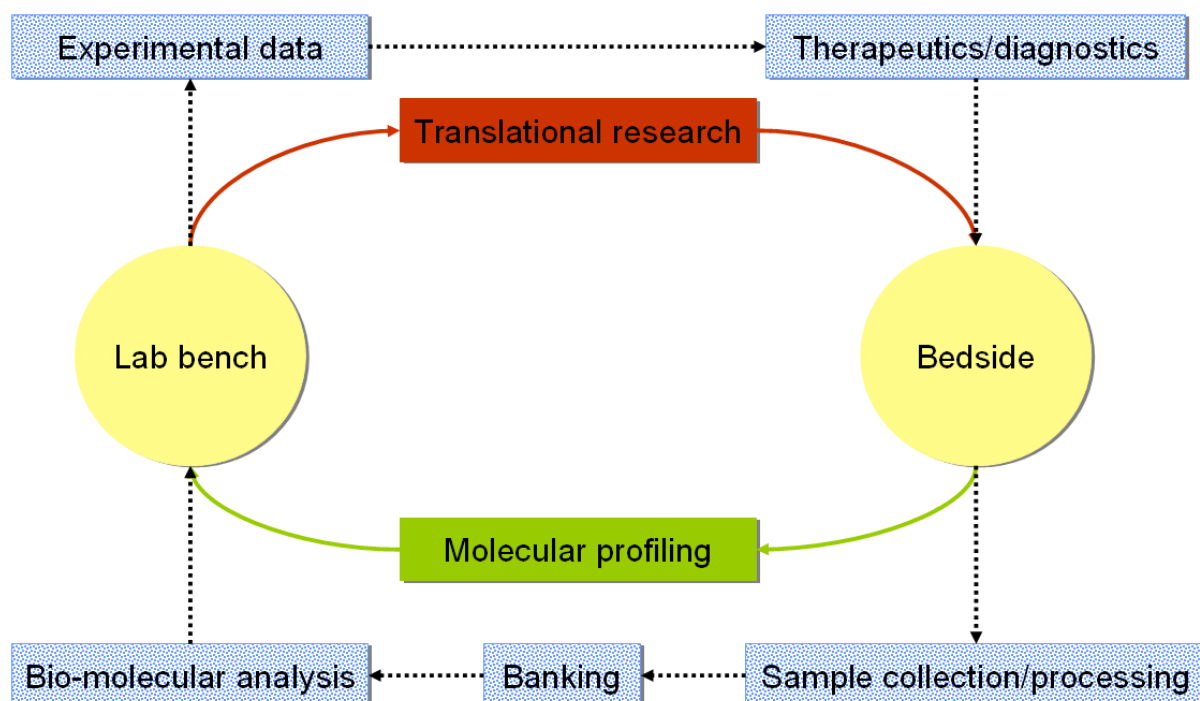 Experimental data
Therapeutics/diagnostics
Translational research
Lab bench
Bedside
Molecular profiling
Bio-molecular analysis
Banking
Sample collection/processing